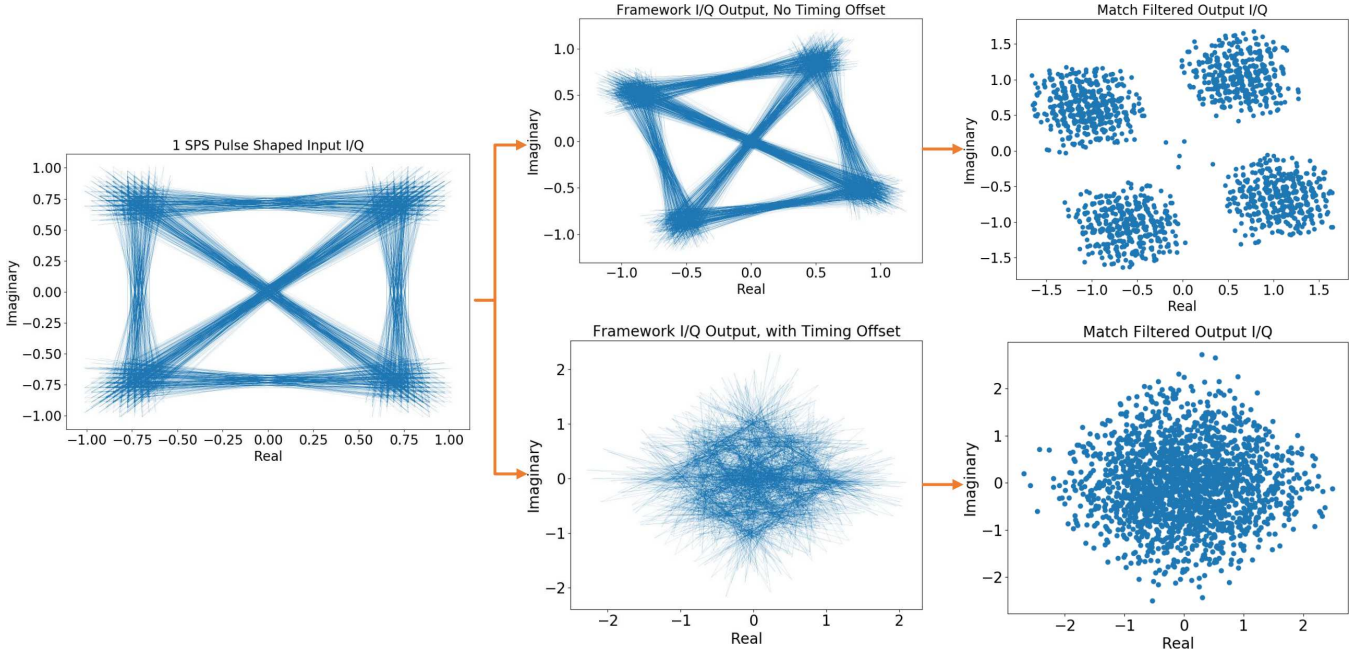 1 SPS Pulse Shaped Input I/Q
Imaginary
1.00
0.75
0.50
0.25
0.00
−0.25
−0.50
−0.75
−1.00
−1.00 −0.75 −0.50 −0.25 0.00 0.25 0.50 0.75 1.00
Real
Framework I/Q Output, No Timing Offset
Imaginary
1.0
0.5
0.0
−0.5
−1.0
−1.0 −0.5 0.0 0.5 1.0
Real
Match Filtered Output I/Q
Imaginary
1.5
1.0
0.5
0.0
−0.5
−1.0
−1.5
−1.5 −1.0 −0.5 0.0 0.5 1.0 1.5
Real
Framework I/Q Output, with Timing Offset
Imaginary
2
1
0
−1
−2
−2 −1 0 1 2
Real
Match Filtered Output I/Q
Imaginary
2
1
0
−1
−2
−2 −1 0 1 2
Real